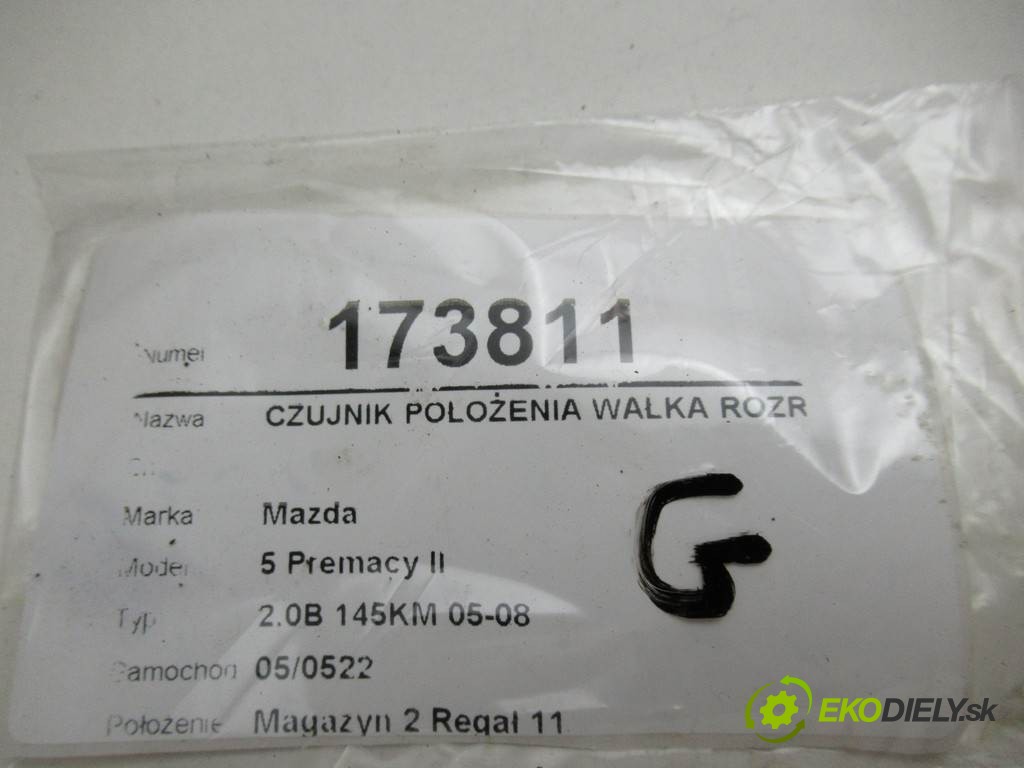 Numer 173811
Nazwa CZUJNIK POŁOŻENIA WAŁKA ROZR
Marka Mazda
Model 5 Premacy II
Typ 2.0B 145KM 05-08
Samochód 05/0522
Położenie Magazyn 2 Regał 11
G
EKODIELY.sk